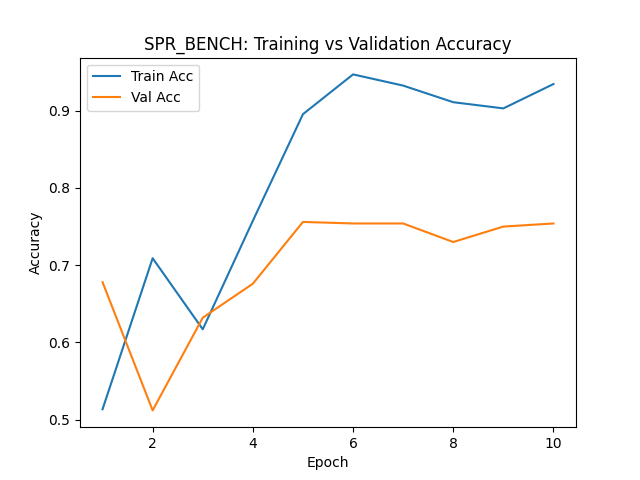 SPR_BENCH: Training vs Validation Accuracy
Train Acc
Val Acc
0.9
0.8
0.7
0.6
0.5
Accuracy
2 4 6 8 10
Epoch